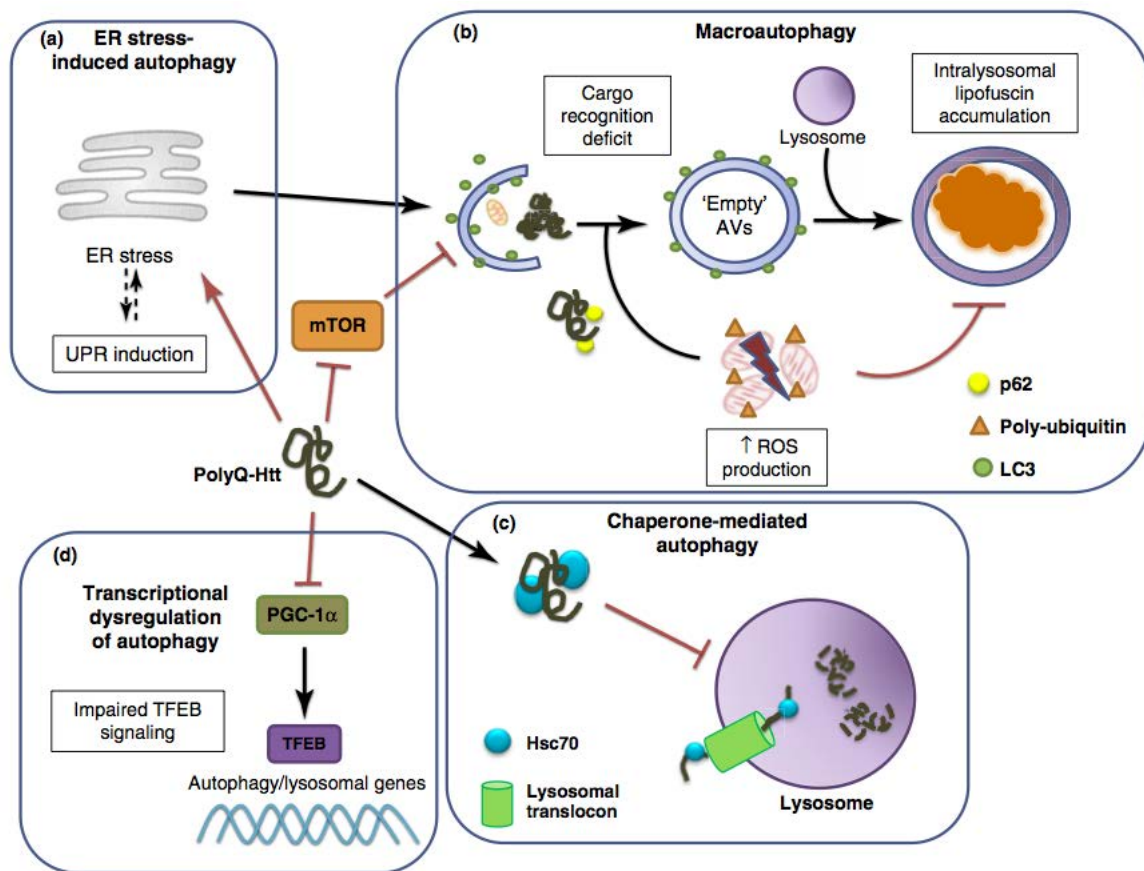 (a)
ER stress-
induced autophagy
ER stress
UPR induction
(b)
Macroautophagy
Cargo
recognition
deficit
Lysosome
Intralysosomal
lipofuscin
accumulation
'Empty'
AVs
mTOR
↑ ROS
production
p62
Poly-ubiquitin
LC3
PolyQ-Htt
(c)
Chaperone-mediated
autophagy
Hsc70
Lysosomal
translocon
Lysosome
(d)
Transcriptional
dysregulation
of autophagy
PGC-1α
Impaired TFEB
signaling
TFEB
Autophagy/lysosomal genes